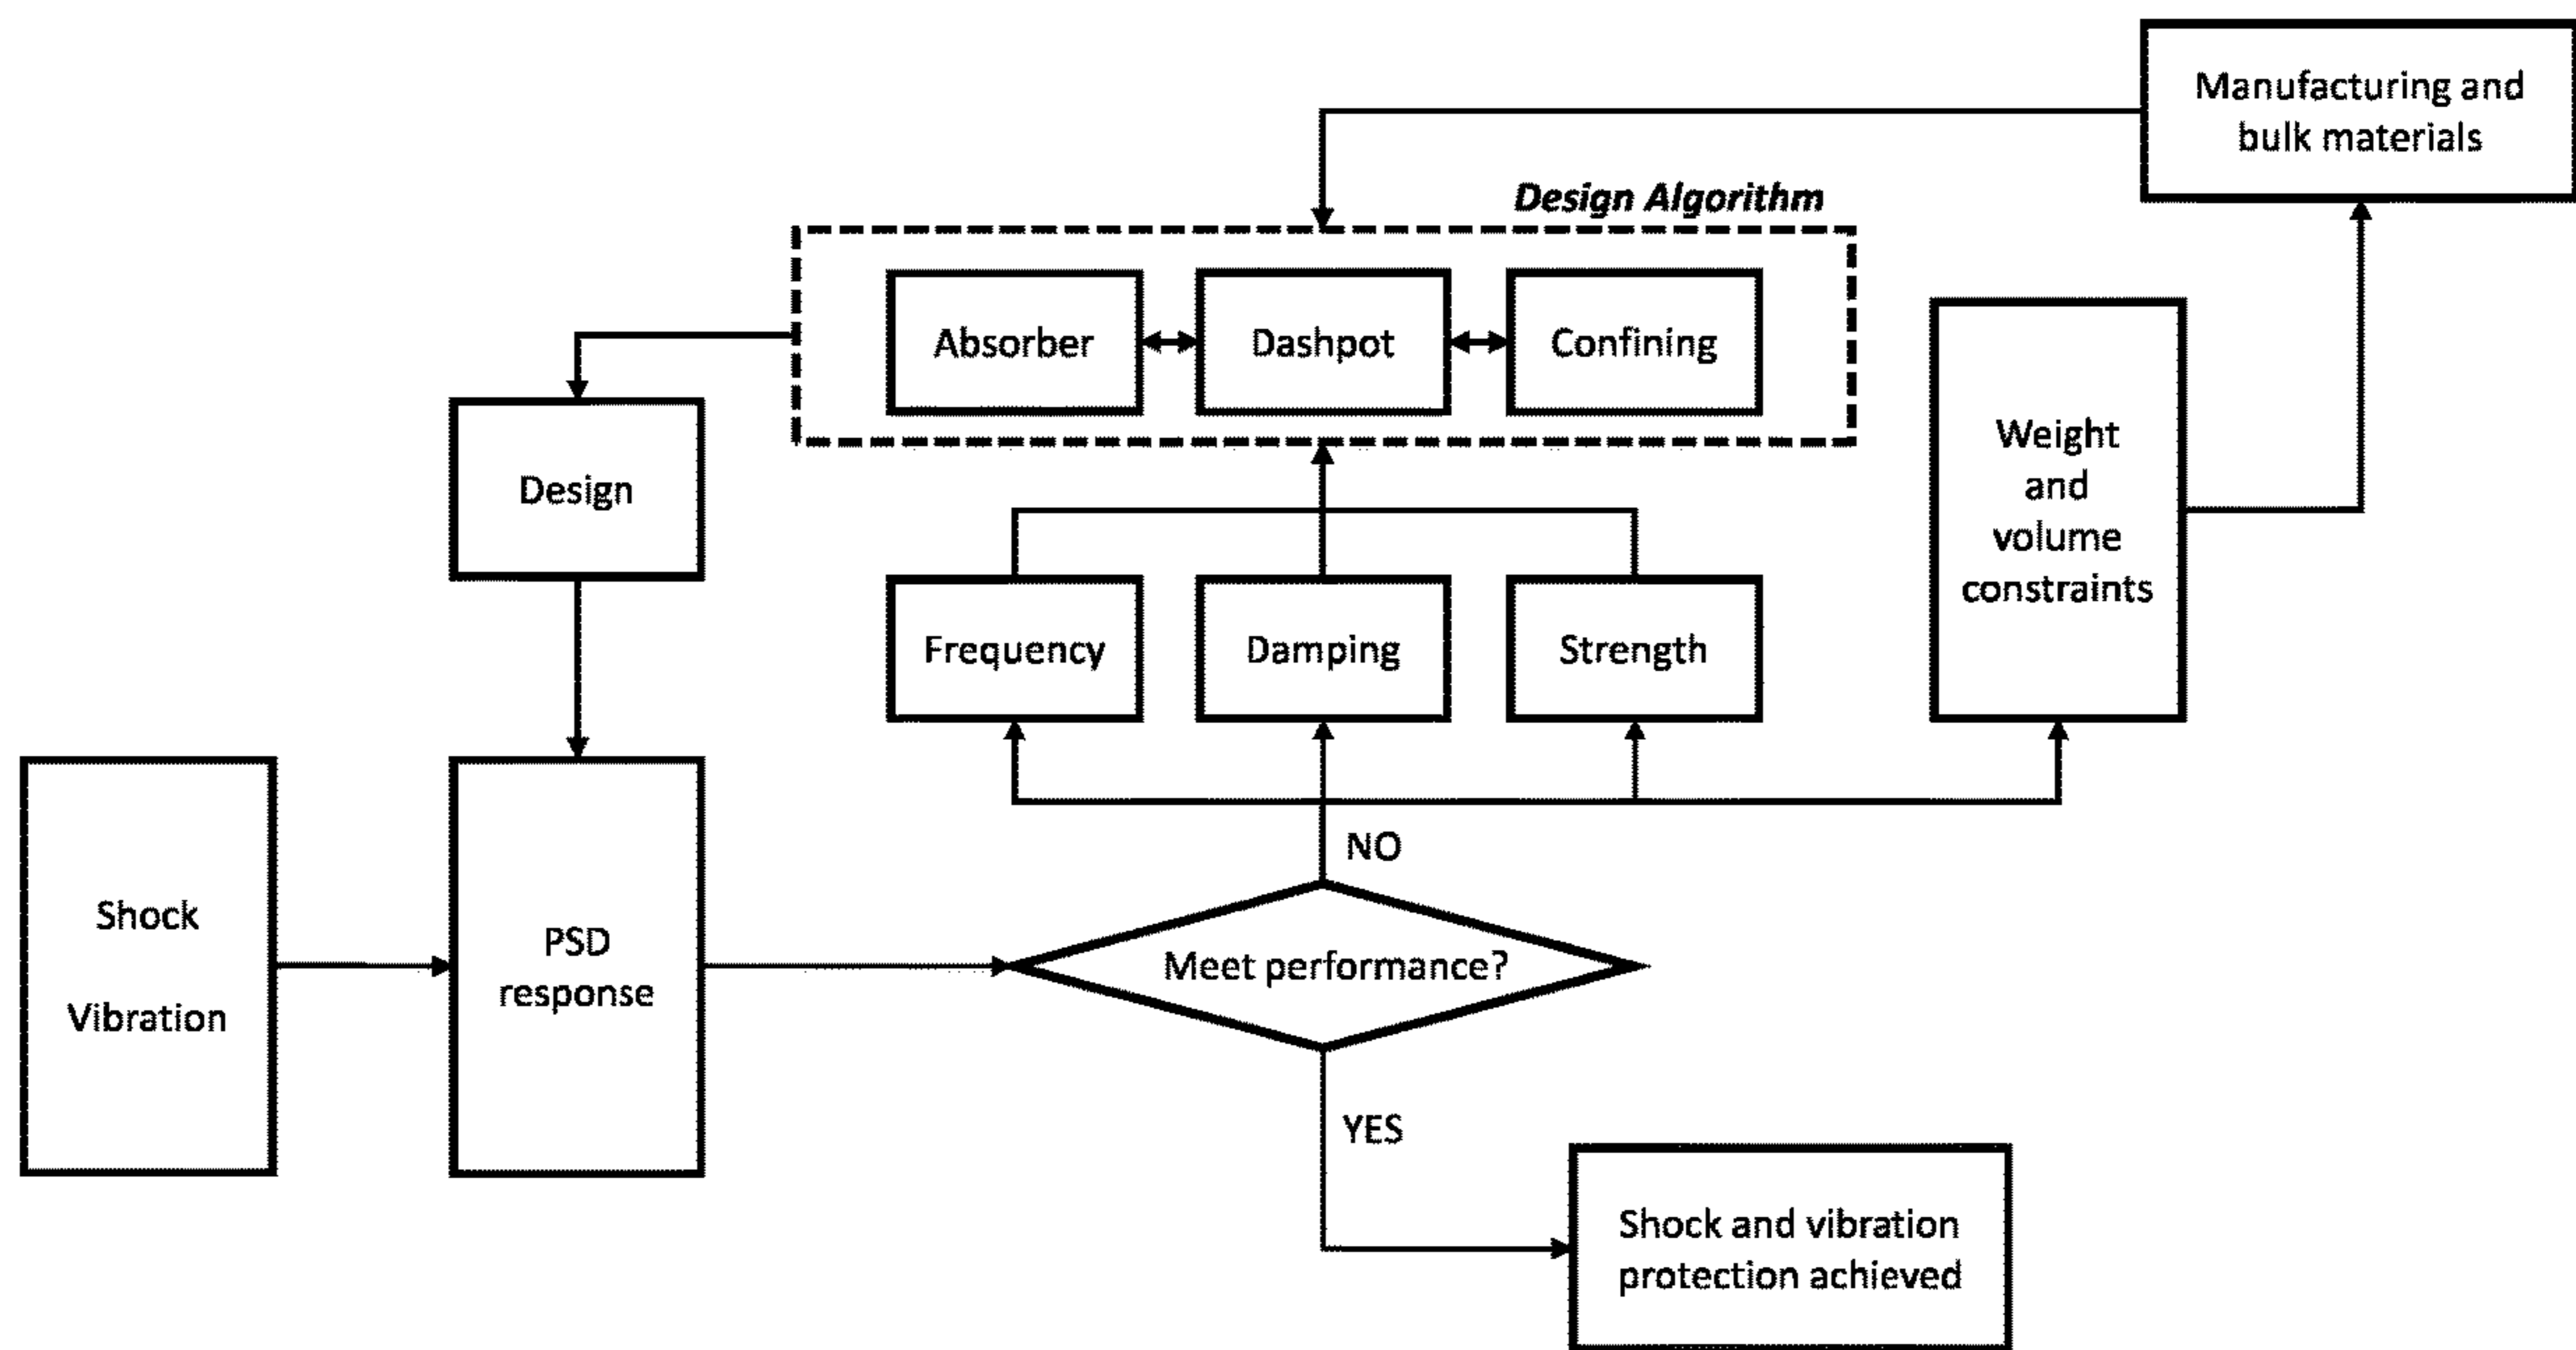 Manufacturing and
bulk materials
Design Algorithm
Absorber
Dashpot
Confining
Design
Weight
and
volume
constraints
Frequency
Damping
Strength
NO
Shock
Vibration
PSD
response
Meet performance?
YES
Shock and vibration
protection achieved